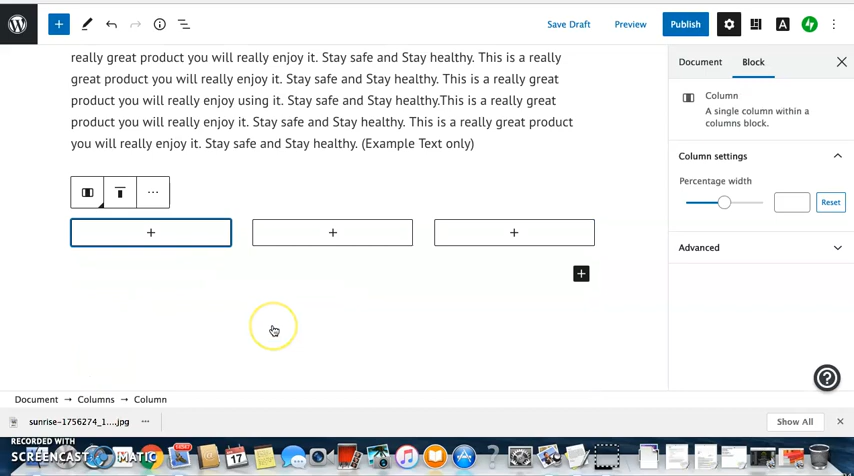 Save Draft
Preview
Publish
really great product you will really enjoy it. Stay safe and Stay healthy. This is a really
great product you will really enjoy it. Stay safe and Stay healthy. This is a really great
product you will really enjoy using it. Stay safe and Stay healthy.This is a really great
product you will really enjoy it. Stay safe and Stay healthy. This is a really great product
you will really enjoy it. Stay safe and Stay healthy. (Example Text only)
Document
Block
Column
A single column within a
columns block.
Column settings
Percentage width
Reset
Advanced
Document → Columns → Column
sunrise-1756274_1....jpg
Show All
RECORDED WITH
SCREENCAST MATIC
17